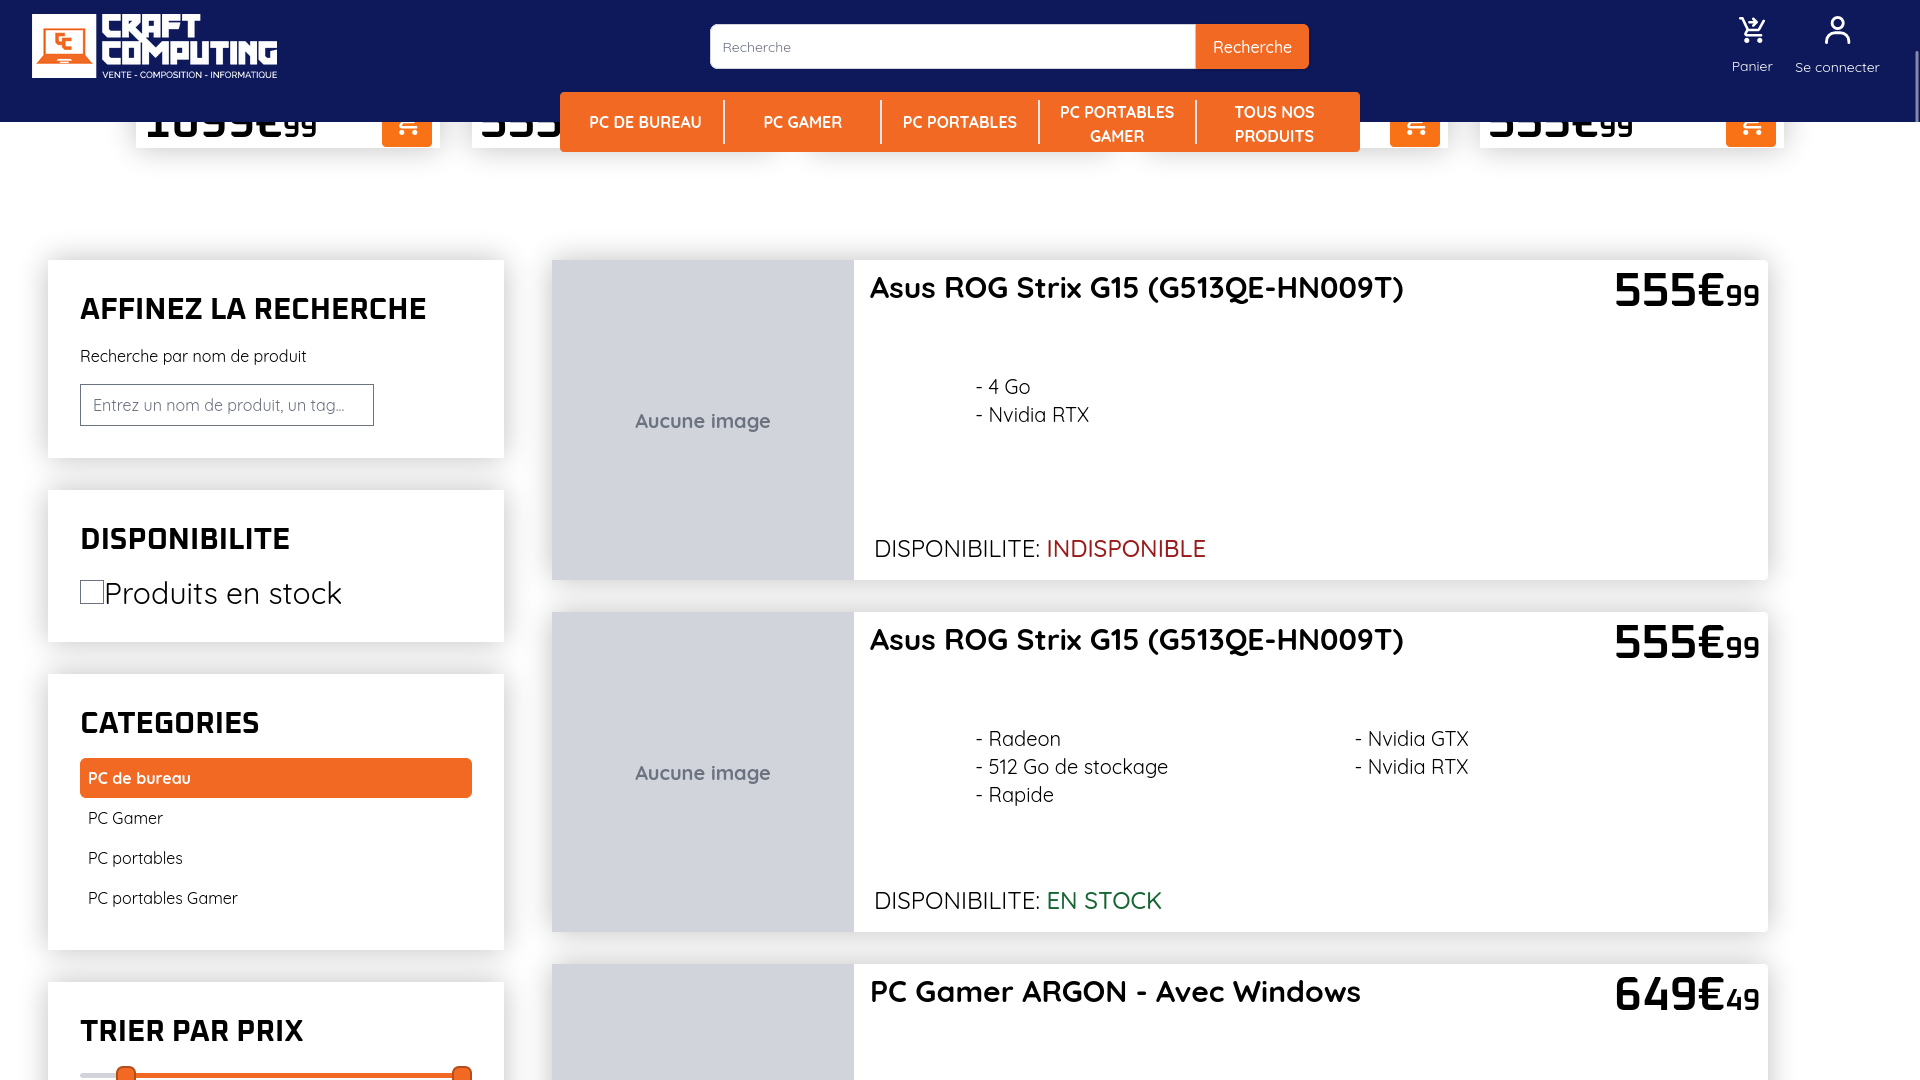 CRAFT
COMPUTING
VENTE - COMPOSITION - INFORMATIQUE
Recherche
Recherche
Panier
Se connecter
PC DE BUREAU
PC GAMER
PC PORTABLES
PC PORTABLES
GAMER
TOUS NOS
PRODUITS
1099€99
555€99
AFFINEZ LA RECHERCHE
Recherche par nom de produit
Entrez un nom de produit, un tag...
DISPONIBILITE
Produits en stock
CATEGORIES
PC de bureau
PC Gamer
PC portables
PC portables Gamer
TRIER PAR PRIX
Aucune image
Asus ROG Strix G15 (G513QE-HN009T)
555€99
- 4 Go
- Nvidia RTX
DISPONIBILITE: INDISPONIBLE
Aucune image
Asus ROG Strix G15 (G513QE-HN009T)
555€99
- Radeon
- 512 Go de stockage
- Rapide
- Nvidia GTX
- Nvidia RTX
DISPONIBILITE: EN STOCK
PC Gamer ARGON - Avec Windows
649€49